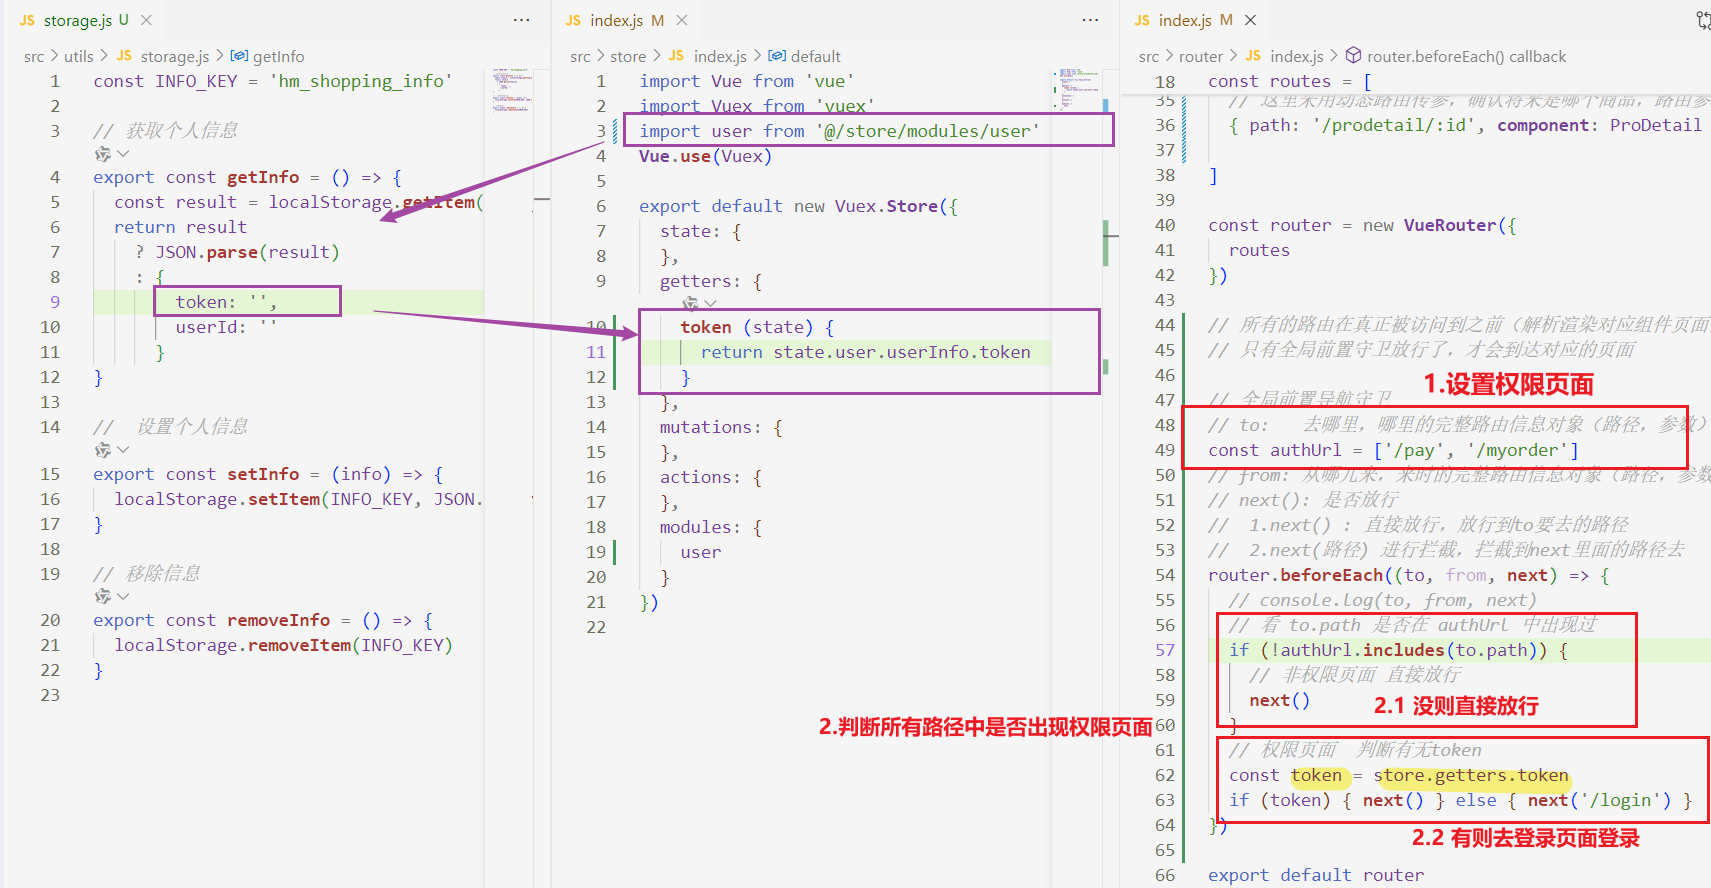 JS storage.js U
src > utils > JS storage.js > getInfo
1 const INFO_KEY = 'hm_shopping_info'
2
3 // 获取个人信息
4 export const getInfo = () => {
5 const result = localStorage.getItem(
6 return result
7 ? JSON.parse(result)
8 : {
9 token: '',
10 userId: ''
11 }
12 }
13
14 // 设置个人信息
15 export const setInfo = (info) => {
16 localStorage.setItem(INFO_KEY, JSON.
17 }
18
19 // 移除信息
20 export const removeInfo = () => {
21 localStorage.removeItem(INFO_KEY)
22 }
23
JS index.js M
src > store > JS index.js > default
1 import Vue from 'vue'
2 import Vuex from 'vuex'
3 import user from '@/store/modules/user'
4 Vue.use(Vuex)
5
6 export default new Vuex.Store({
7 state: {
8 },
9 getters: {
10 token (state) {
11 return state.user.userInfo.token
12 }
13 },
14 mutations: {
15 },
16 actions: {
17 },
18 modules: {
19 user
20 }
21 })
22
2.判断所有路径中是否出现权限页面
JS index.js M
src > router > JS index.js > router.beforeEach() callback
18 const routes = [
35 // 这里采用动态路由传参，确认将来是哪个商品，路由参
36 { path: '/prodetail/:id', component: ProDetail
37
38 ]
39
40 const router = new VueRouter({
41 routes
42 })
43
44 // 所有的路由在真正被访问到之前（解析渲染对应组件页面
45 // 只有全局前置守卫放行了，才会到达对应的页面
46
1.设置权限页面
47 // 全局前置导航守卫
48 // to: 去哪里，哪里的完整路由信息对象（路径，参数）
49 const authUrl = ['/pay', '/myorder']
50 // from: 从哪儿来，来时的完整路由信息对象（路径，参数
51 // next(): 是否放行
52 // 1.next() : 直接放行，放行到to要去的路径
53 // 2.next(路径) 进行拦截，拦截到next里面的路径去
54 router.beforeEach((to, from, next) => {
55 // console.log(to, from, next)
56 // 看 to.path 是否在 authUrl 中出现过
57 if (!authUrl.includes(to.path)) {
58 // 非权限页面 直接放行
59 next()
2.1 没则直接放行
60 }
61 // 权限页面 判断有无token
62 const token = store.getters.token
63 if (token) { next() } else { next('/login') }
64 })
2.2 有则去登录页面登录
65
66 export default router